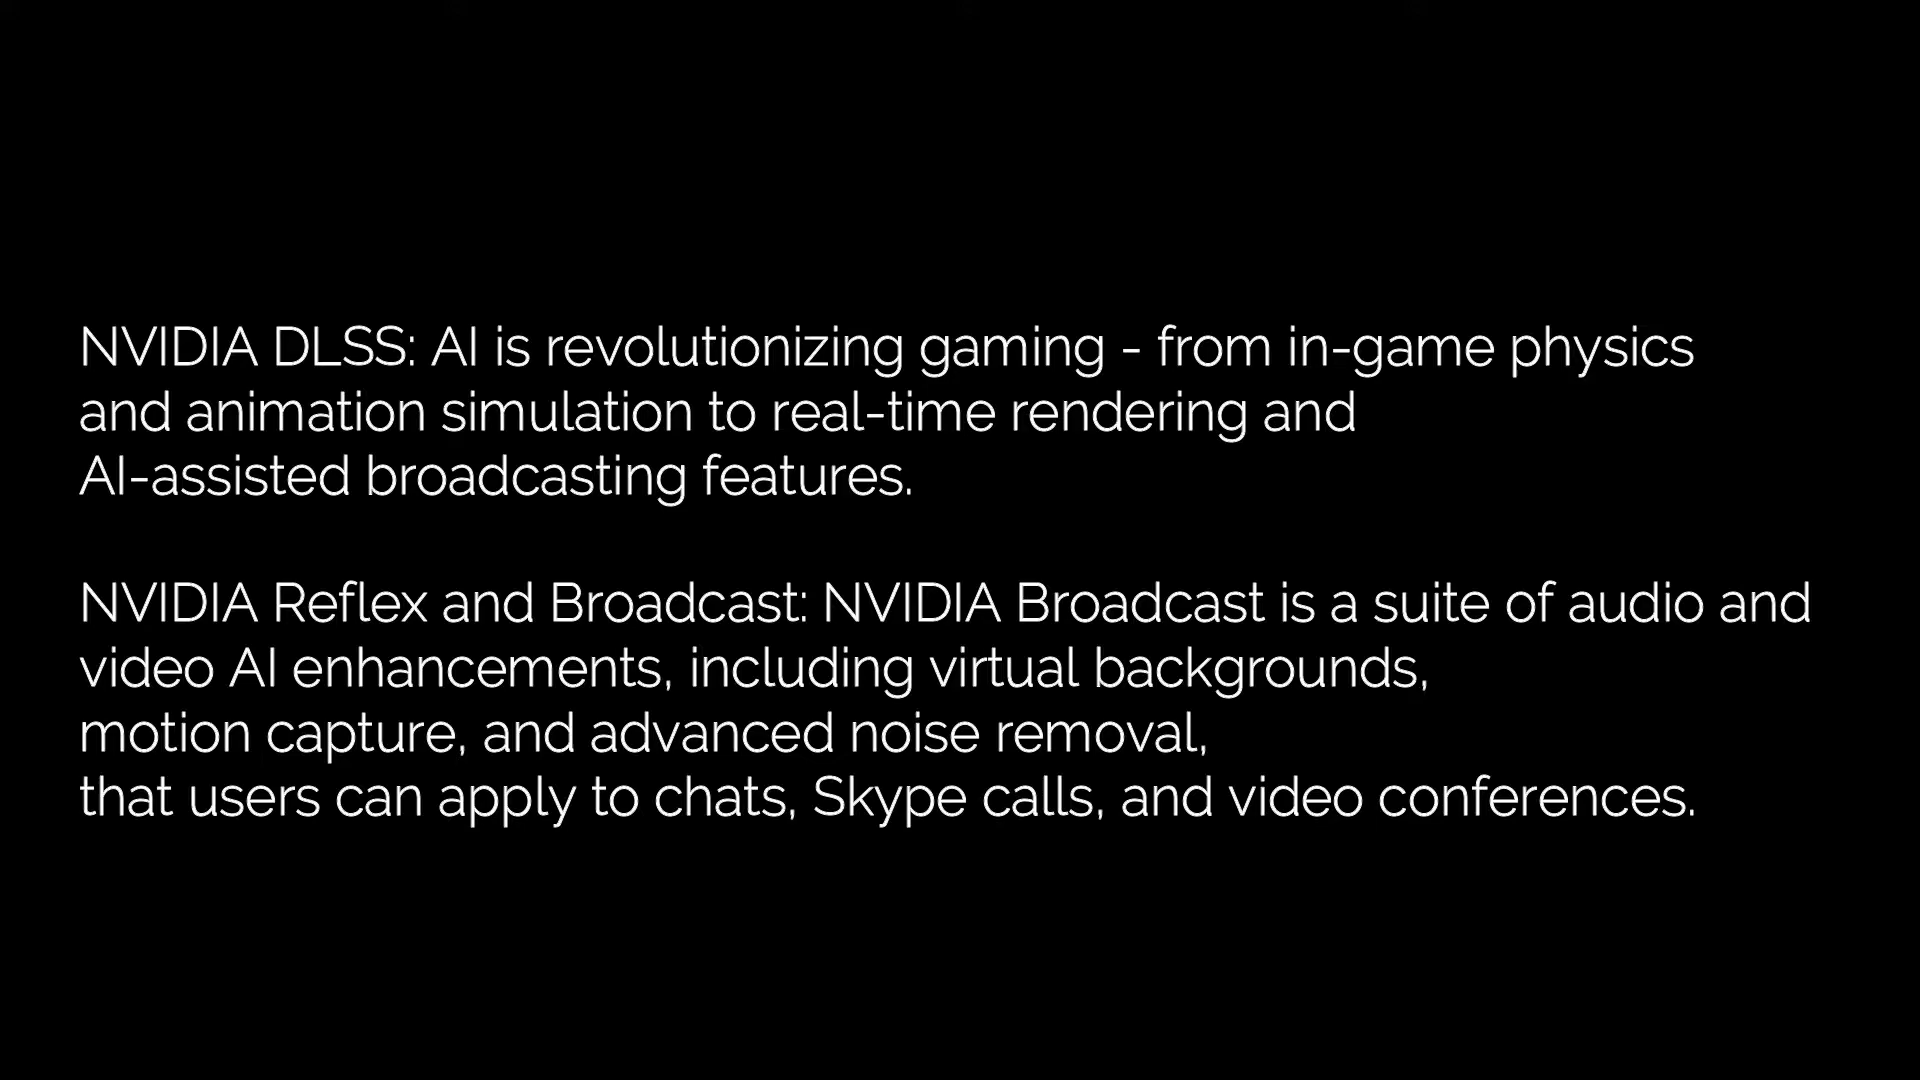 NVIDIA DLSS: AI is revolutionizing gaming - from in-game physics
and animation simulation to real-time rendering and
AI-assisted broadcasting features.
NVIDIA Reflex and Broadcast: NVIDIA Broadcast is a suite of audio and
video AI enhancements, including virtual backgrounds,
motion capture, and advanced noise removal,
that users can apply to chats, Skype calls, and video conferences.